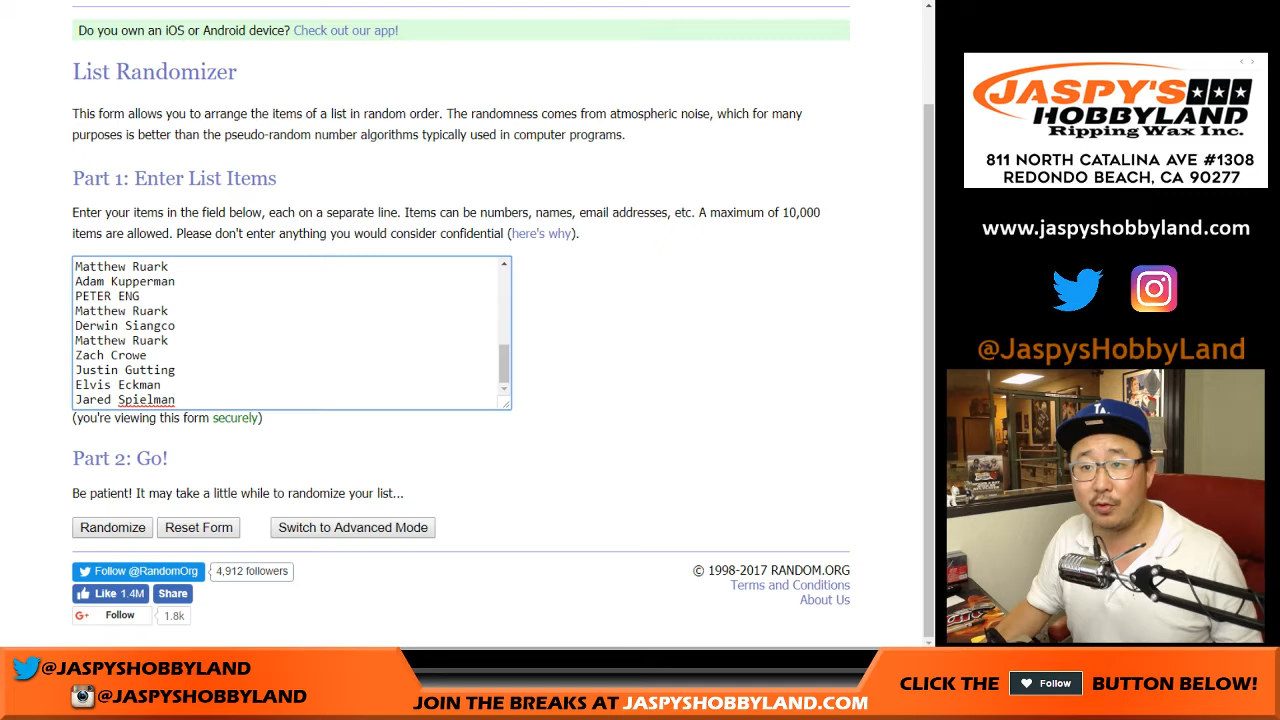 Do you own an iOS or Android device? Check out our app!
List Randomizer
This form allows you to arrange the items of a list in random order. The randomness comes from atmospheric noise, which for many
purposes is better than the pseudo-random number algorithms typically used in computer programs.
Part 1: Enter List Items
Enter your items in the field below, each on a separate line. Items can be numbers, names, email addresses, etc. A maximum of 10,000
items are allowed. Please don't enter anything you would consider confidential (here's why).
Matthew Ruark
Adam Kupperman
PETER ENG
Matthew Ruark
Derwin Siangco
Matthew Ruark
Zach Crowe
Justin Gutting
Elvis Eckman
Jared Spielman
(you're viewing this form securely)
Part 2: Go!
Be patient! It may take a little while to randomize your list...
Randomize Reset Form Switch to Advanced Mode
Follow @RandomOrg 4,912 followers
Like 1.4M Share
Follow 1.8k
© 1998-2017 RANDOM.ORG
Terms and Conditions
About Us
JASPY'S
HOBBYLAND
Ripping Wax Inc.
811 NORTH CATALINA AVE #1308
REDONDO BEACH, CA 90277
www.jaspyshobbyland.com
@JaspysHobbyLand
LA
@JASPYSHOBBYLAND
@JASPYSHOBBYLAND
JOIN THE BREAKS AT JASPYSHOBBYLAND.COM
CLICK THE Follow BUTTON BELOW!